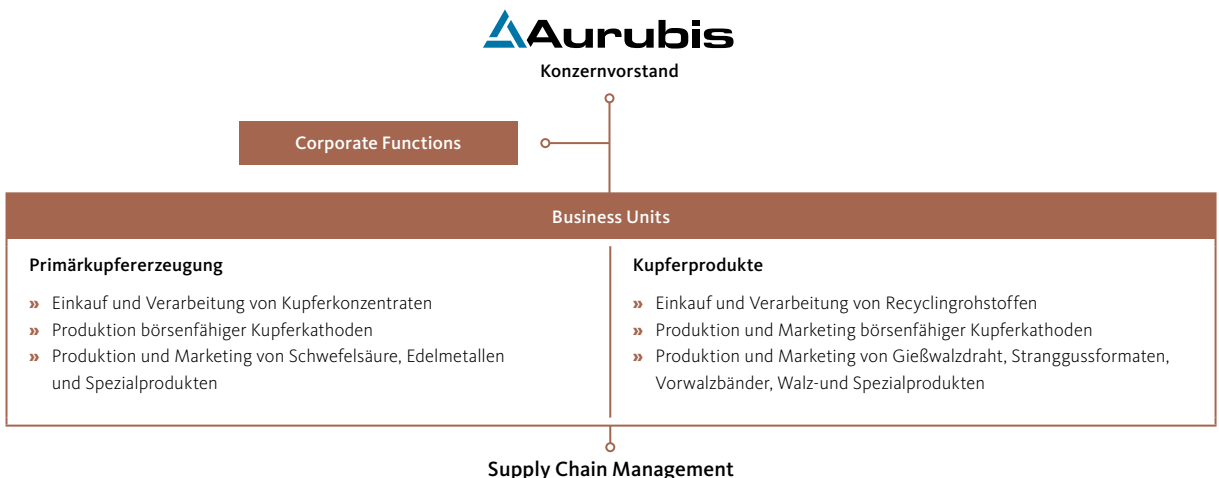 Aurubis
Konzernvorstand
Corporate Functions
Business Units
Primärkupfererzeugung
» Einkauf und Verarbeitung von Kupferkonzentraten
» Produktion börsenfähiger Kupferkathoden
» Produktion und Marketing von Schwefelsäure, Edelmetallen
und Spezialprodukten
Kupferprodukte
» Einkauf und Verarbeitung von Recyclingrohstoffen
» Produktion und Marketing börsenfähiger Kupferkathoden
» Produktion und Marketing von Gießwalzdraht, Stranggussformaten,
Vorwalzbänder, Walz-und Spezialprodukten
Supply Chain Management